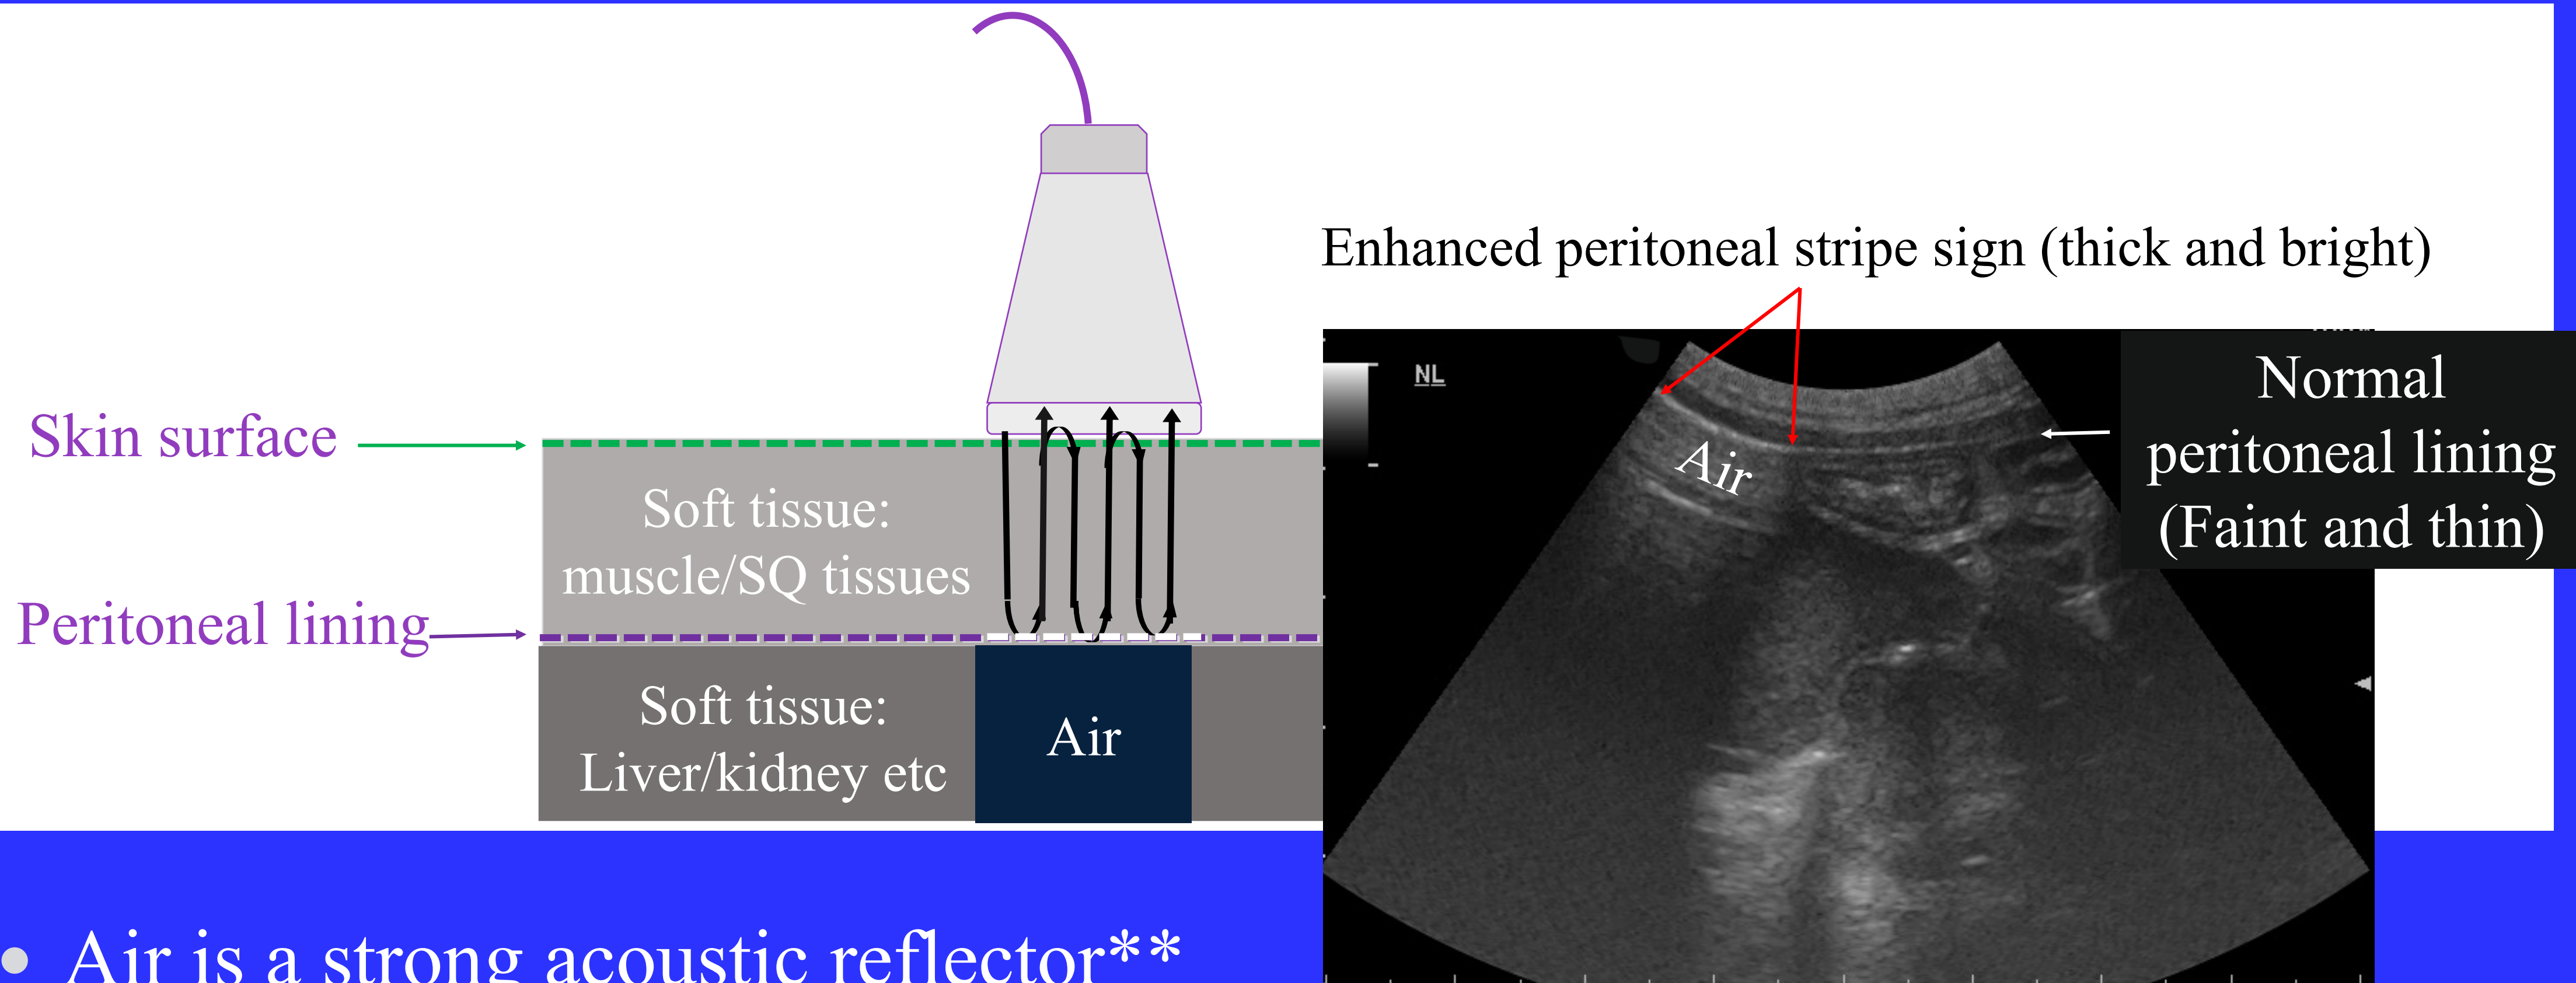 Enhanced peritoneal stripe sign (thick and bright)
NL
Normal
peritoneal lining
(Faint and thin)
Air
Skin surface
Soft tissue:
muscle/SQ tissues
Peritoneal lining
Soft tissue:
Liver/kidney etc
Air
• Air is a strong acoustic reflector**